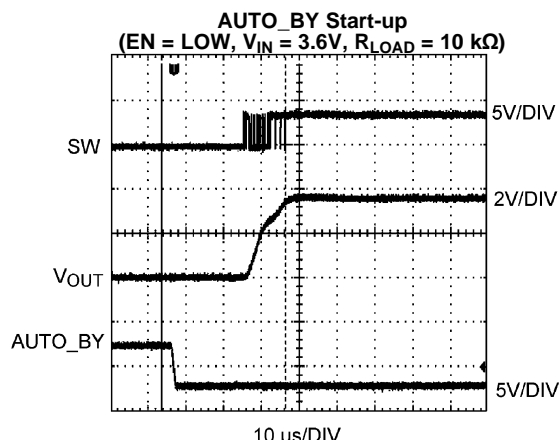 AUTO_BY Start-up
(EN = LOW, VIN = 3.6V, RLOAD = 10 kΩ)
SW
5V/DIV
2V/DIV
VOUT
AUTO_BY
5V/DIV
10 µs/DIV